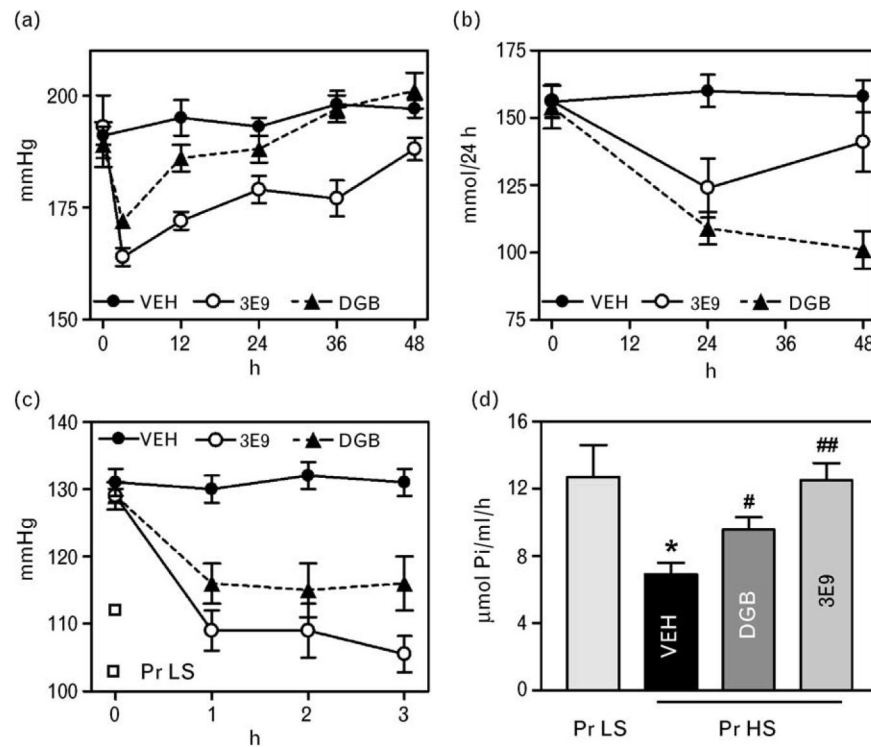 (a)
mmHg
200
175
150
VEH 3E9 DGB
0 12 24 36 48
h
(b)
mmol/24 h
175
150
125
100
75
VEH 3E9 DGB
0 12 24 36 48
h
(c)
mmHg
140
130
120
110
100
VEH 3E9 DGB
Pr LS
0 1 2 3
h
(d)
µmol Pi/ml/h
16
12
8
4
0
*
#
##
VEH
DGB
3E9
Pr LS Pr HS